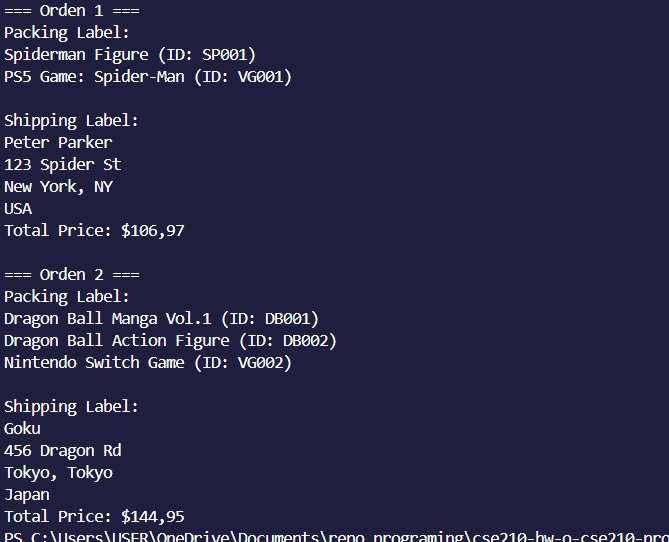 === Orden 1 ===
Packing Label:
Spiderman Figure (ID: SP001)
PS5 Game: Spider-Man (ID: VG001)
Shipping Label:
Peter Parker
123 Spider St
New York, NY
USA
Total Price: $106,97
=== Orden 2 ===
Packing Label:
Dragon Ball Manga Vol.1 (ID: DB001)
Dragon Ball Action Figure (ID: DB002)
Nintendo Switch Game (ID: VG002)
Shipping Label:
Goku
456 Dragon Rd
Tokyo, Tokyo
Japan
Total Price: $144,95
PS C:\Users\USER\OneDrive\Documents\repo programing\cse210-hw-o-cse210-pro